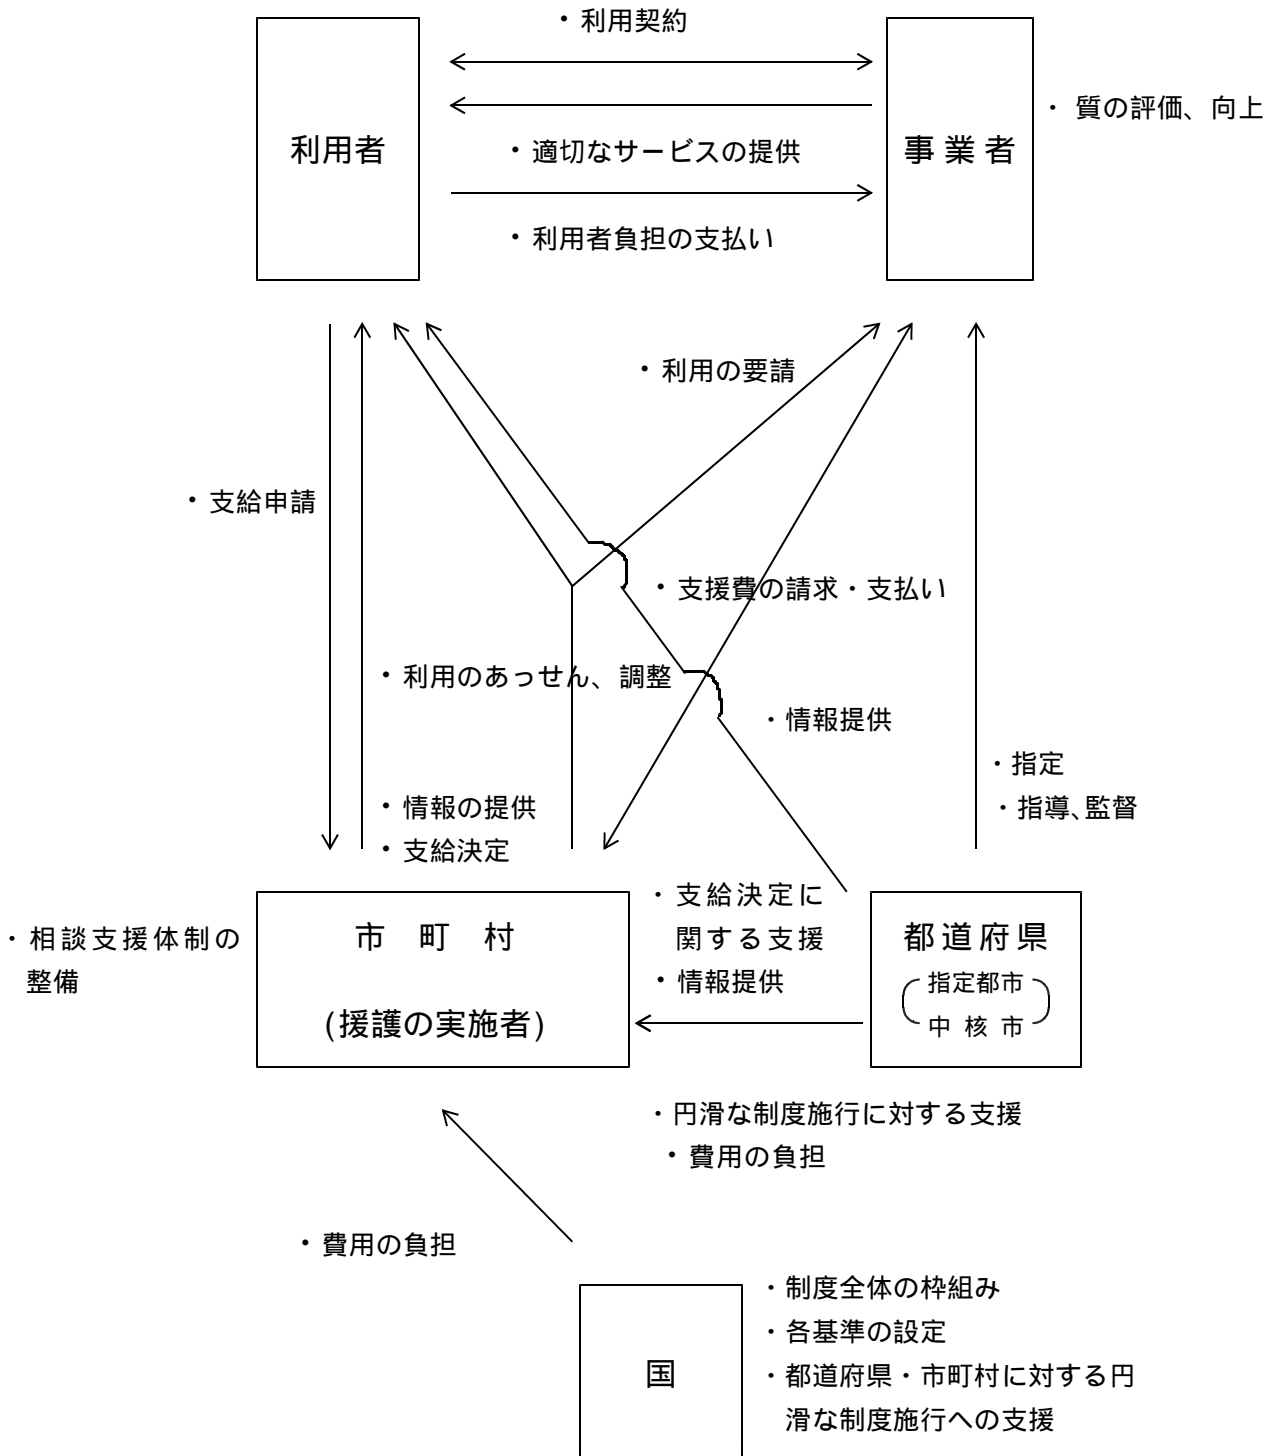 ・利用契約
・質の評価、向上
利用者
・適切なサービスの提供
事業者
・利用者負担の支払い
・利用の要請
・支給申請
・支援費の請求・支払い
・利用のあっせん、調整
・情報提供
・指定
・指導、監督
・情報の提供
・支給決定
・相談支援体制の
整備
市 町 村
(援護の実施者)
・支給決定に
関する支援
・情報提供
都道府県
指定都市
中核市
・円滑な制度施行に対する支援
・費用の負担
・費用の負担
国
・制度全体の枠組み
・各基準の設定
・都道府県・市町村に対する円
滑な制度施行への支援